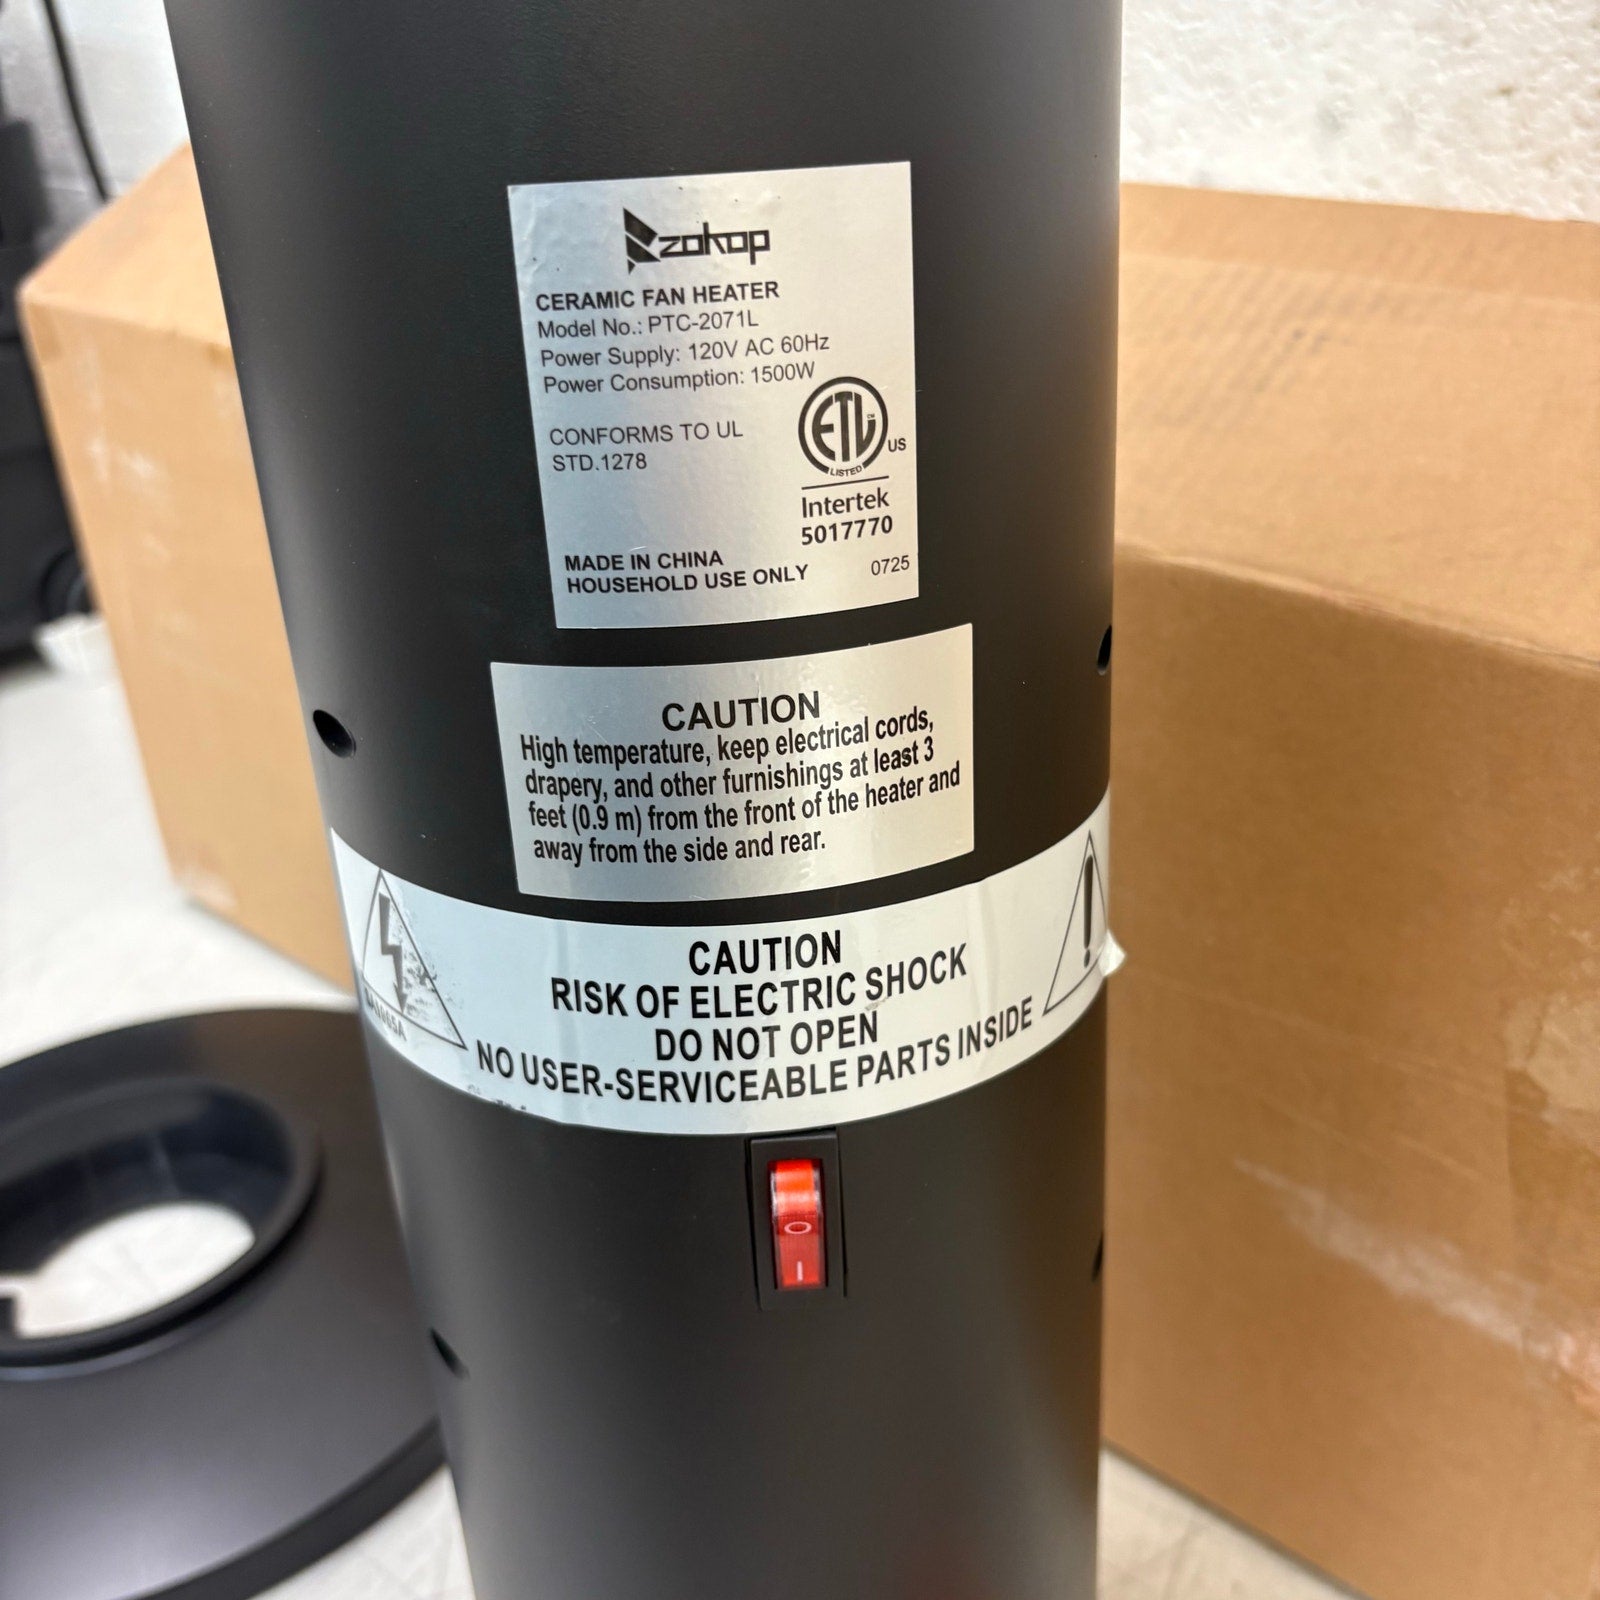 zokop
CERAMIC FAN HEATER
Model No.: PTC-2071L
Power Supply: 120V AC 60Hz
Power Consumption: 1500W
CONFORMS TO UL
STD.1278
ETL CM
LISTED
US
Intertek
5017770
MADE IN CHINA
HOUSEHOLD USE ONLY
0725
CAUTION
High temperature, keep electrical cords,
drapery, and other furnishings at least 3
feet (0.9 m) from the front of the heater and
away from the side and rear.
CAUTION
RISK OF ELECTRIC SHOCK
DO NOT OPEN
NO USER-SERVICEABLE PARTS INSIDE